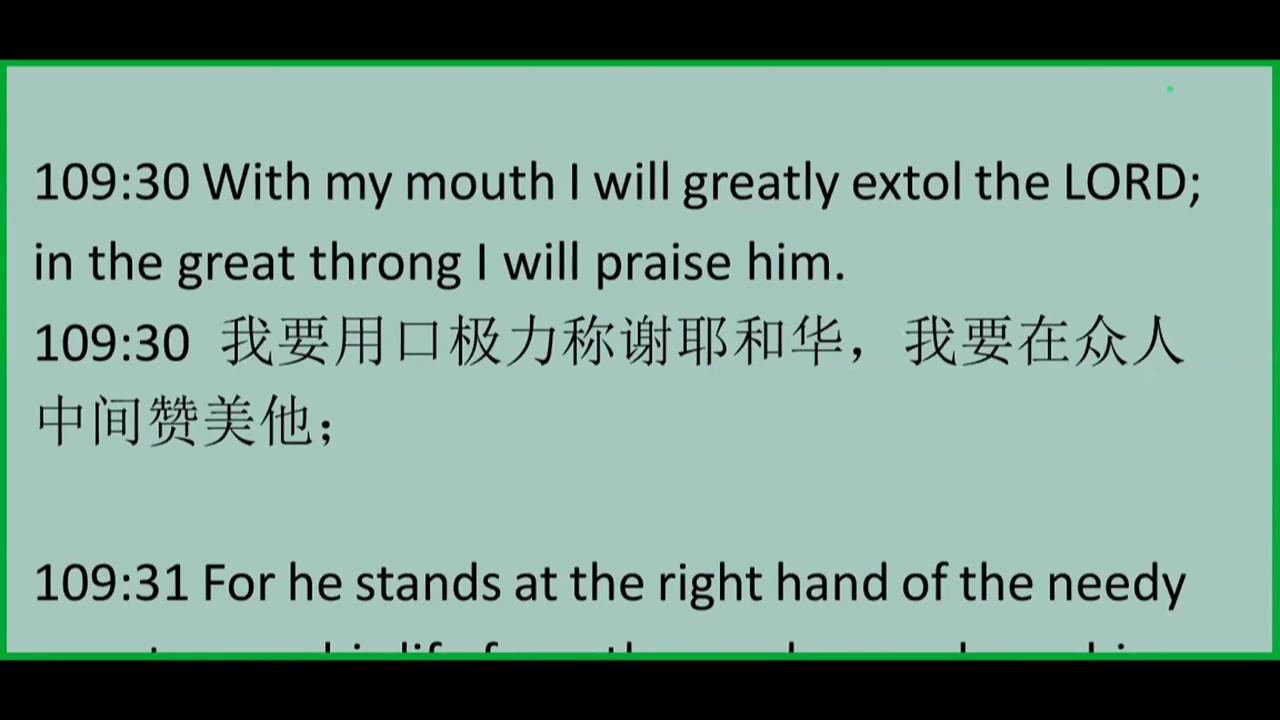 109:30 With my mouth I will greatly extol the LORD;
in the great throng I will praise him.
109:30 我要用口极力称谢耶和华，我要在众人
中间赞美他；
109:31 For he stands at the right hand of the needy